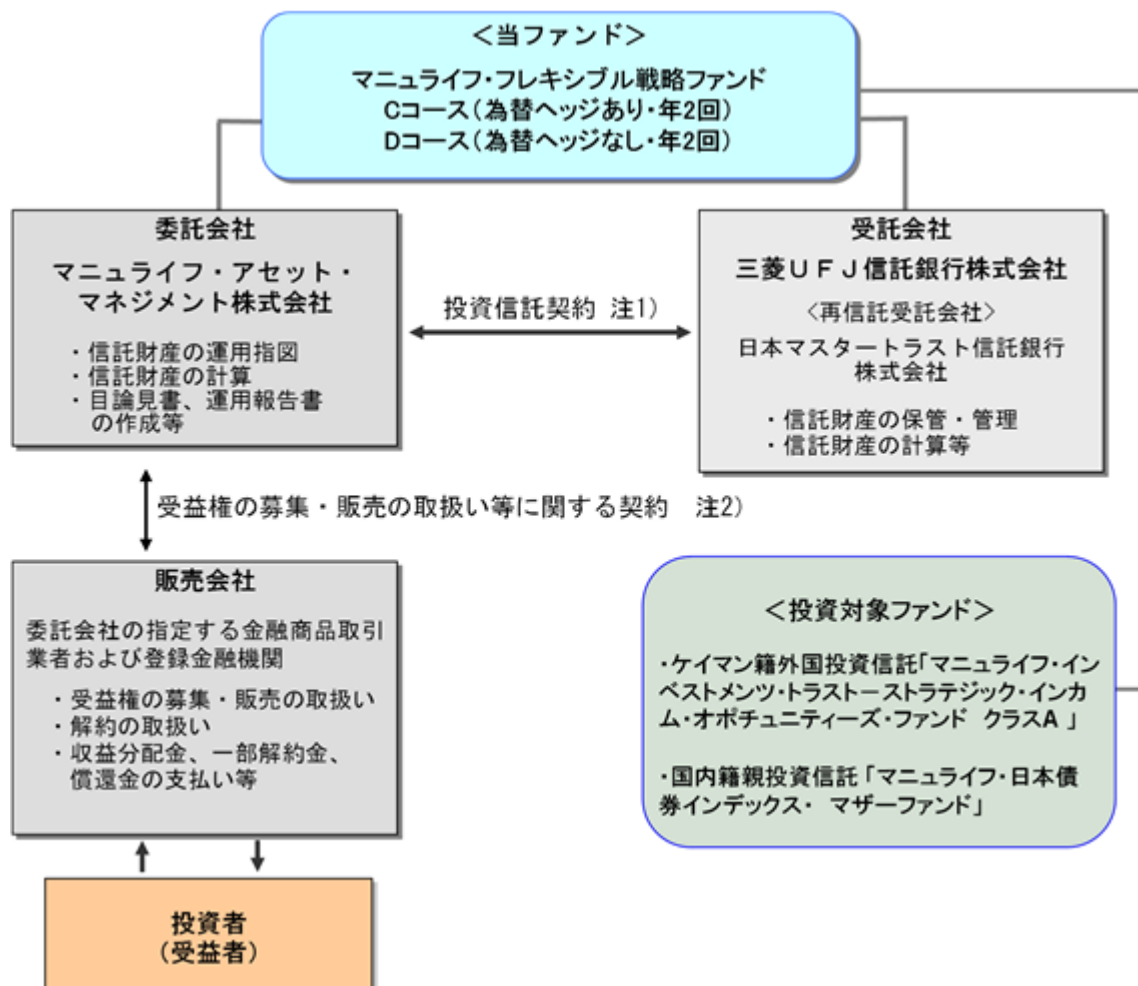 ＜当ファンド＞
マニュライフ・フレキシブル戦略ファンド
Cコース（為替ヘッジあり・年2回）
Dコース（為替ヘッジなし・年2回）
委託会社
マニュライフ・アセット・
マネジメント株式会社
・信託財産の運用指図
・信託財産の計算
・目論見書、運用報告書
の作成等
投資信託契約 注1）
受託会社
三菱ＵＦＪ信託銀行株式会社
〈再信託受託会社〉
日本マスタートラスト信託銀行
株式会社
・信託財産の保管・管理
・信託財産の計算等
受益権の募集・販売の取扱い等に関する契約　注2）
販売会社
委託会社の指定する金融商品取引
業者および登録金融機関
・受益権の募集・販売の取扱い
・解約の取扱い
・収益分配金、一部解約金、
償還金の支払い等
＜投資対象ファンド＞
・ケイマン籍外国投資信託「マニュライフ・イン
ベストメンツ・トラストーストラテジック・インカ
ム・オポチュニティーズ・ファンド クラスA 」
・国内籍親投資信託「マニュライフ・日本債
券インデックス・ マザーファンド」
投資者
（受益者）